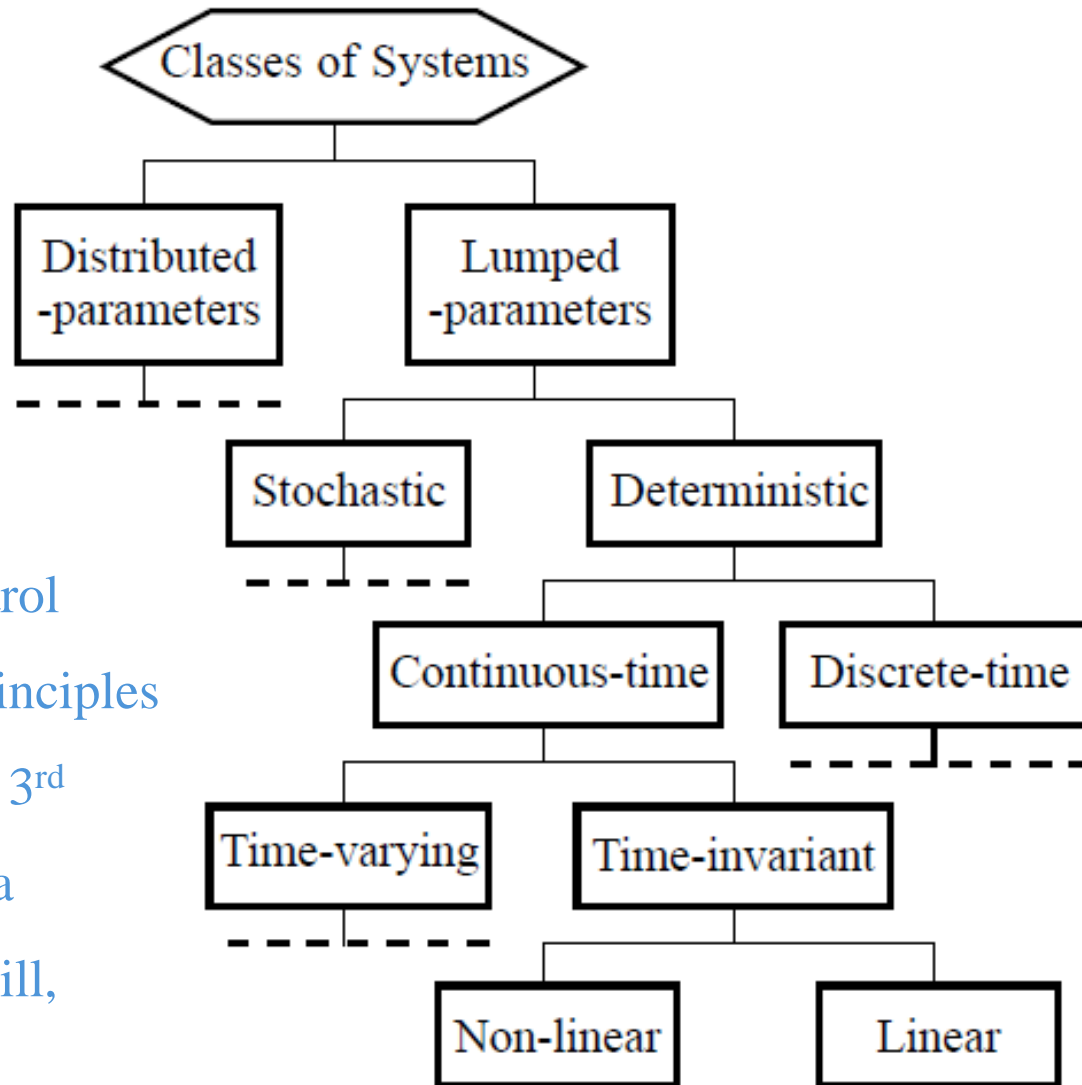 Classes of Systems
Distributed
-parameters
Lumped
-parameters
Stochastic
Deterministic
Continuous-time
Discrete-time
Time-varying
Time-invariant
Non-linear
Linear
3rd